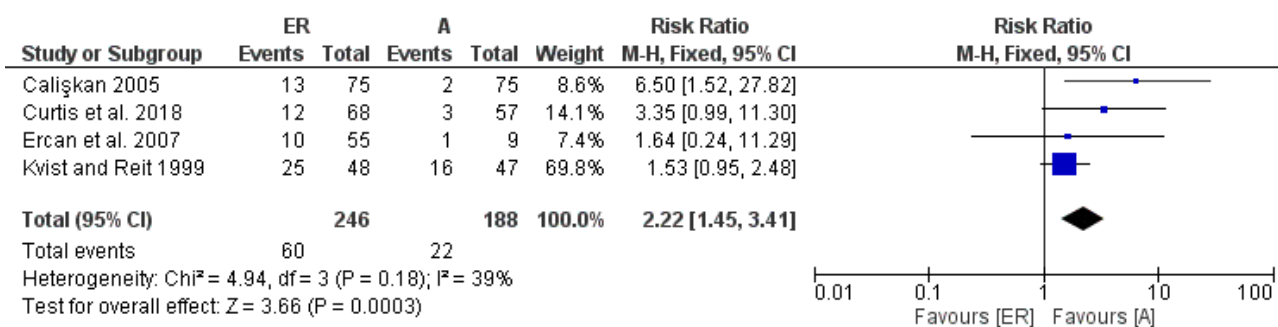 ER A Risk Ratio Risk Ratio
Study or Subgroup Events Total Events Total Weight M-H, Fixed, 95% CI M-H, Fixed, 95% CI
Calişkan 2005 13 75 2 75 8.6% 6.50 [1.52, 27.82]
Curtis et al. 2018 12 68 3 57 14.1% 3.35 [0.99, 11.30]
Ercan et al. 2007 10 55 1 9 7.4% 1.64 [0.24, 11.29]
Kvist and Reit 1999 25 48 16 47 69.8% 1.53 [0.95, 2.48]
Total (95% CI) 246 188 100.0% 2.22 [1.45, 3.41]
Total events 60 22
Heterogeneity: Chi² = 4.94, df = 3 (P = 0.18); I² = 39%
Test for overall effect: Z = 3.66 (P = 0.0003)
0.01 0.1 1 10 100
Favours [ER] Favours [A]